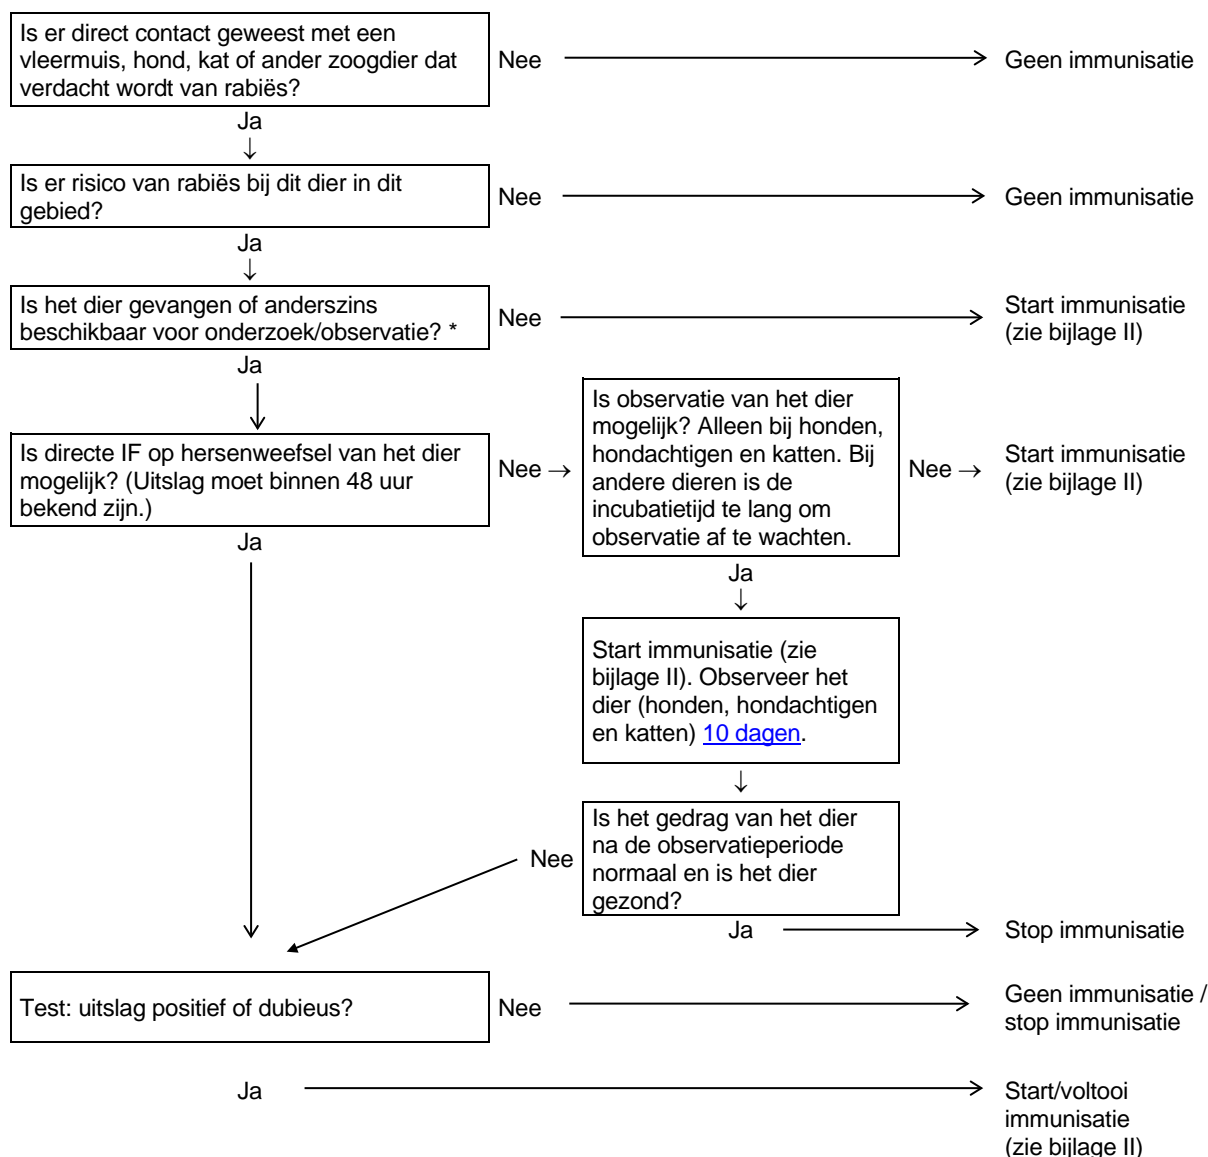 Is er direct contact geweest met een
vleermuis, hond, kat of ander zoogdier dat
verdacht wordt van rabiës?
Nee
Geen immunisatie
Ja
↓
Is er risico van rabiës bij dit dier in dit
gebied?
Nee
Geen immunisatie
Ja
↓
Is het dier gevangen of anderszins
beschikbaar voor onderzoek/observatie? *
Nee
Start immunisatie
(zie bijlage II)
Ja
Is directe IF op hersenweefsel van het dier
mogelijk? (Uitslag moet binnen 48 uur
bekend zijn.)
Nee →
Is observatie van het dier
mogelijk? Alleen bij honden,
hondachtigen en katten. Bij
andere dieren is de
incubatietijd te lang om
observatie af te wachten.
Nee →
Start immunisatie
(zie bijlage II)
Ja
Ja
↓
Start immunisatie (zie
bijlage II). Observeer het
dier (honden, hondachtigen
en katten) 10 dagen.
↓
Is het gedrag van het dier
na de observatieperiode
normaal en is het dier
gezond?
Nee
Ja
Stop immunisatie
Test: uitslag positief of dubieus?
Nee
Geen immunisatie /
stop immunisatie
Ja
Start/voltooi
immunisatie
(zie bijlage II)